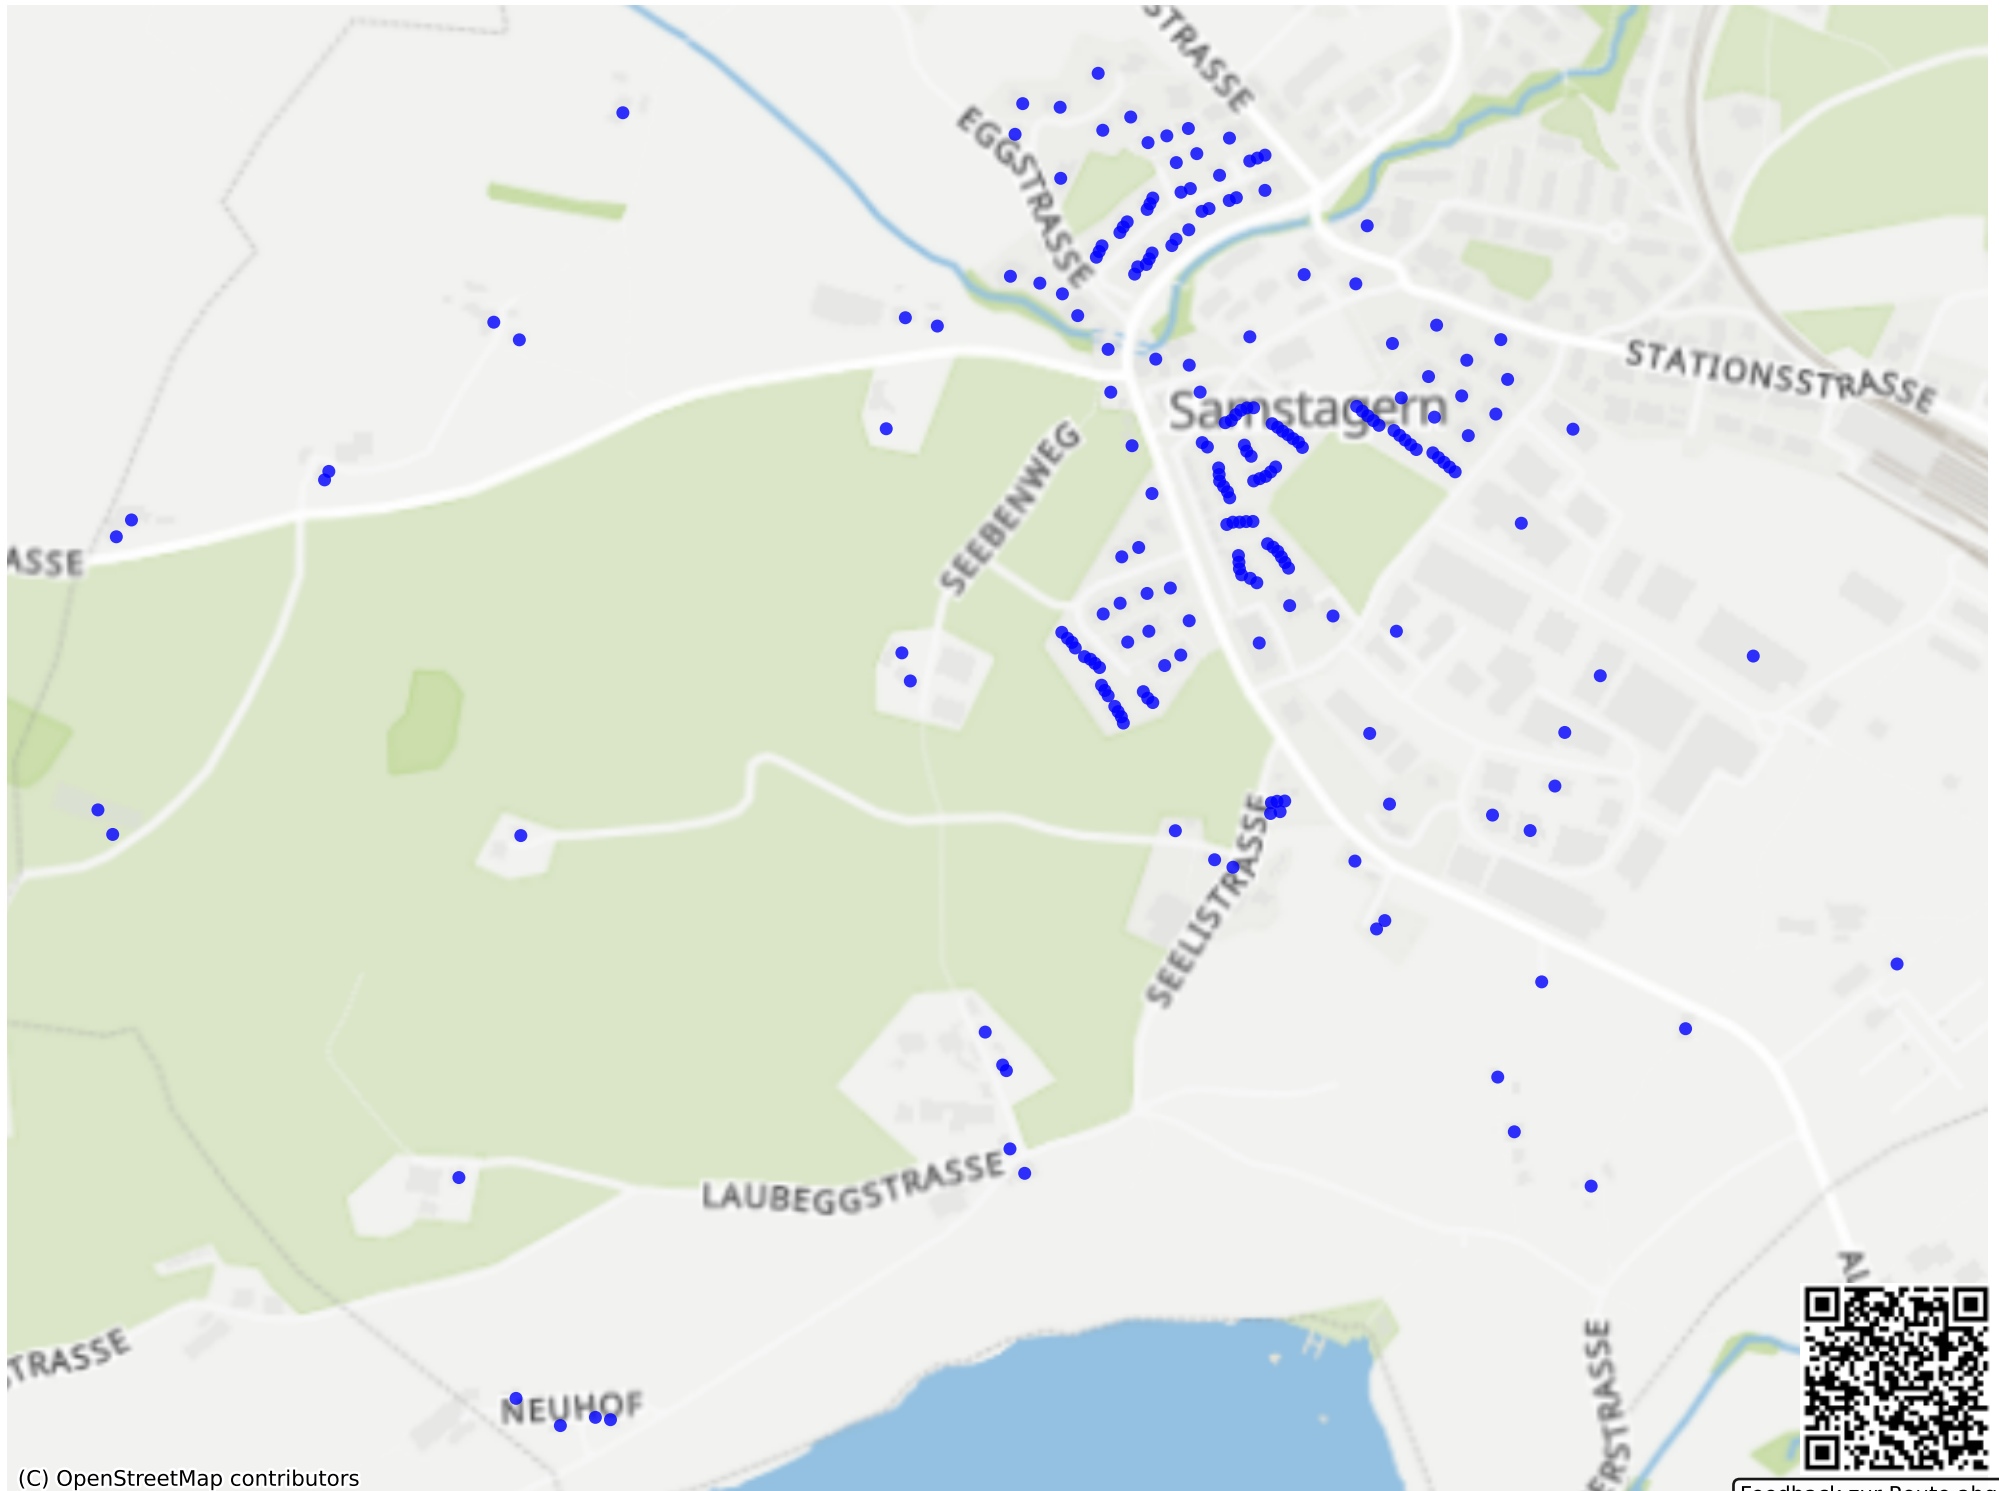 STRASSE
EGGSTRASSE
STATIONSSTRASSE
Samstagern
SEEBENWEG
ASSE
SEELISTRASSE
LAUBEGGSTRASSE
STRASSE
NEUHOF
ERSTRASSE
(C) OpenStreetMap contributors